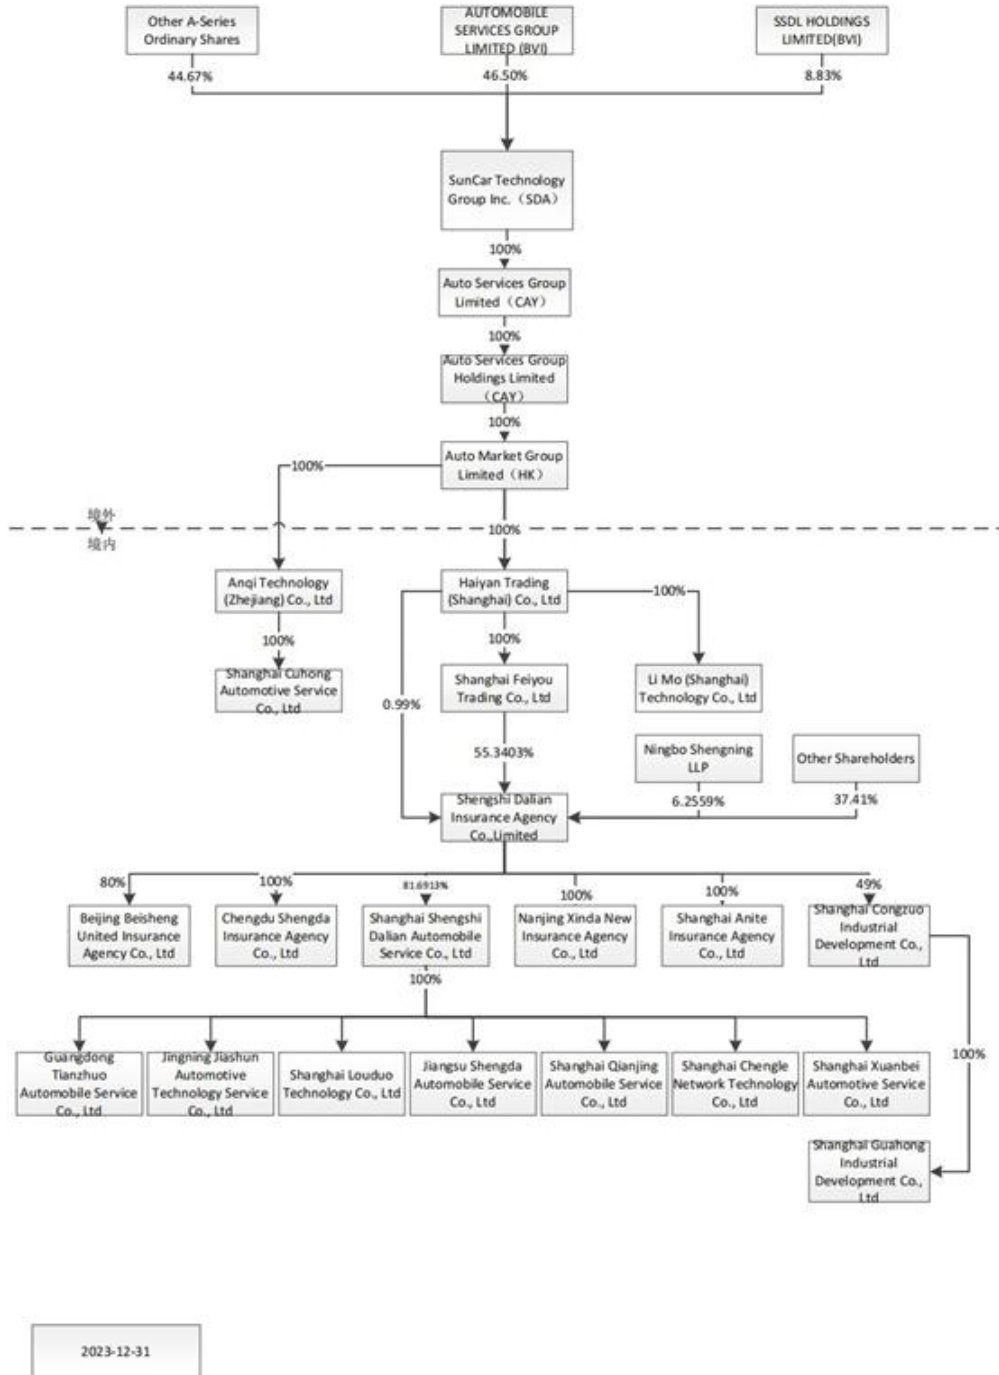 Other A-Series
Ordinary Shares
AUTOMOBILE
SERVICES GROUP
LIMITED (BVI)
SSDL HOLDINGS
LIMITED(BVI)
44.67%
46.50%
8.83%
SunCar Technology
Group Inc.（SDA）
100%
Auto Services Group
Limited（CAY）
100%
Auto Services Group
Holdings Limited
（CAY）
100%
Auto Market Group
Limited（HK）
100%
境外
100%
境内
Anqi Technology
(Zhejiang) Co., Ltd
Haiyan Trading
(Shanghai) Co., Ltd
100%
100%
100%
Shanghai Cuhong
Automotive Service
Co., Ltd
Shanghai Feiyou
Trading Co., Ltd
Li Mo (Shanghai)
Technology Co., Ltd
0.99%
55.3403%
Ningbo Shengning
LLP
Other Shareholders
6.2559%
37.41%
Shengshi Dalian
Insurance Agency
Co.,Limited
80%
100%
81.6913%
100%
100%
49%
Beijing Beisheng
United Insurance
Agency Co., Ltd
Chengdu Shengda
Insurance Agency
Co., Ltd
Shanghai Shengshi
Dalian Automobile
Service Co., Ltd
Nanjing Xinda New
Insurance Agency
Co., Ltd
Shanghai Anite
Insurance Agency
Co., Ltd
Shanghai Congzuo
Industrial
Development Co.,
Ltd
100%
100%
Guangdong
Tianzhuo
Automobile Service
Co., Ltd
Jingning Jiashun
Automotive
Technology Service
Co., Ltd
Shanghai Louduo
Technology Co., Ltd
Jiangsu Shengda
Automobile Service
Co., Ltd
Shanghai Qianjing
Automobile Service
Co., Ltd
Shanghai Chengle
Network Technology
Co., Ltd
Shanghai Xuanbei
Automotive Service
Co., Ltd
Shanghai Guahong
Industrial
Development Co.,
Ltd
2023-12-31